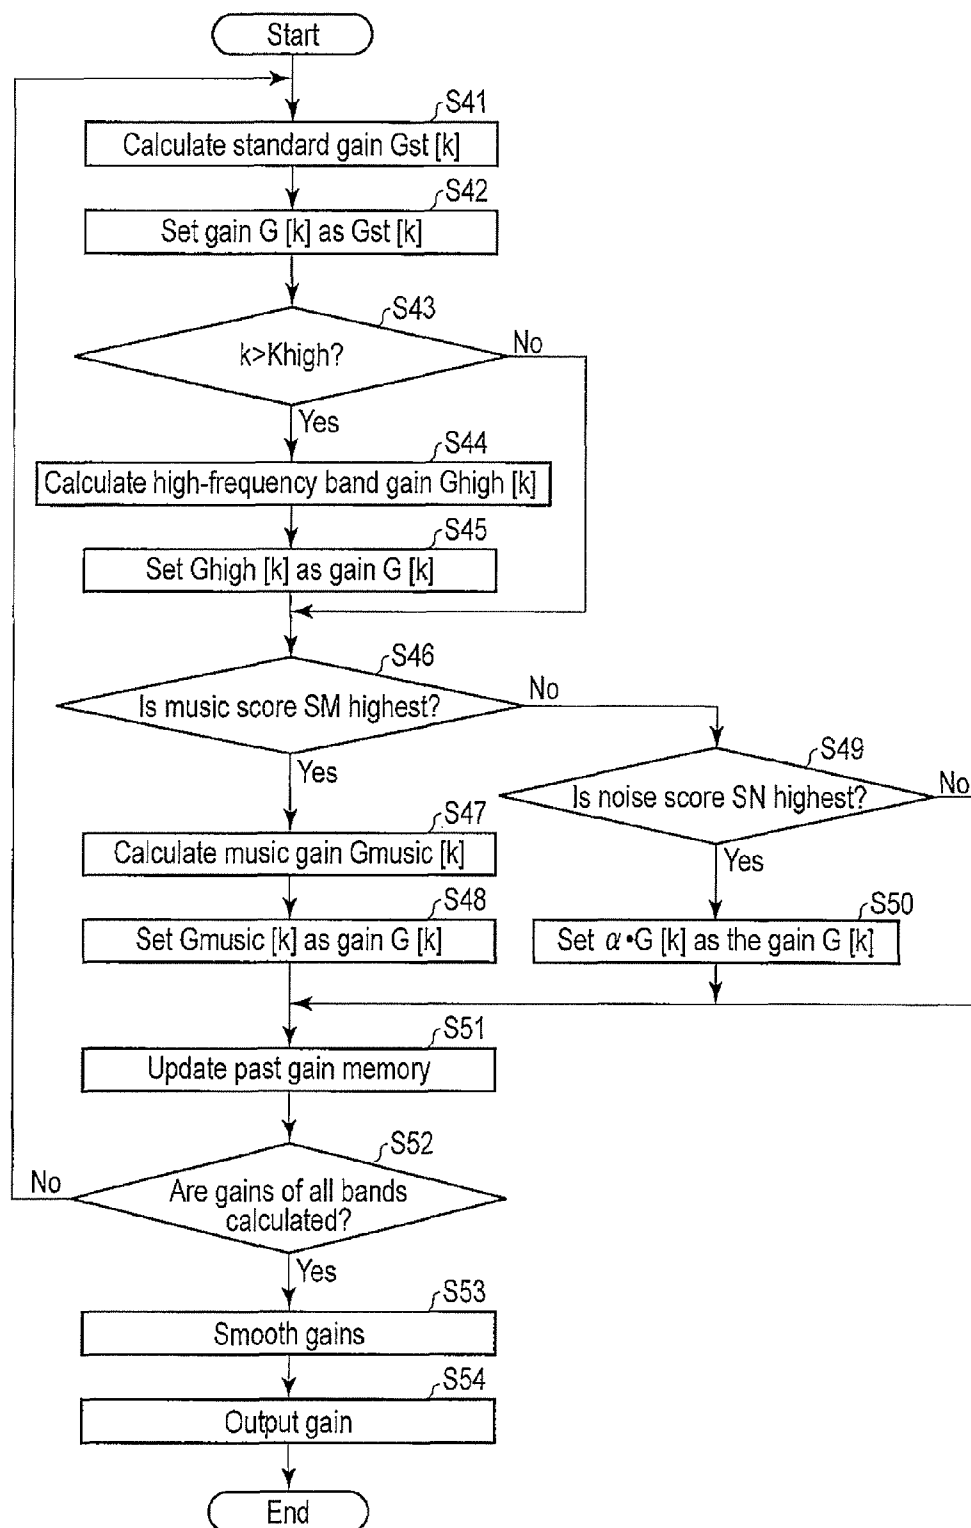 Start
S41
Calculate standard gain Gst [k]
S42
Set gain G [k] as Gst [k]
S43
k>Khigh?
No
Yes
S44
Calculate high-frequency band gain Ghigh [k]
S45
Set Ghigh [k] as gain G [k]
S46
Is music score SM highest?
No
Yes
S49
Is noise score SN highest?
No
Yes
S47
Calculate music gain Gmusic [k]
S48
Set Gmusic [k] as gain G [k]
S50
Set α•G [k] as the gain G [k]
S51
Update past gain memory
S52
Are gains of all bands
calculated?
No
Yes
S53
Smooth gains
S54
Output gain
End